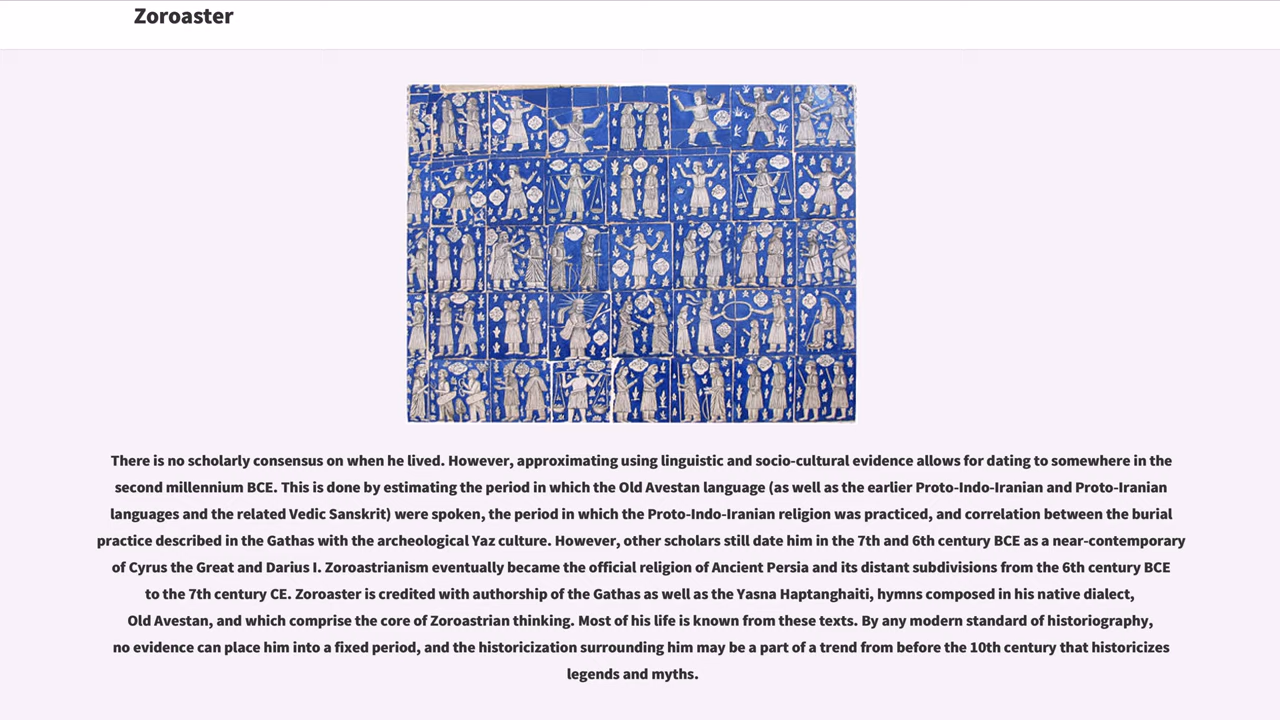 Zoroaster
There is no scholarly consensus on when he lived. However, approximating using linguistic and socio-cultural evidence allows for dating to somewhere in the
second millennium BCE. This is done by estimating the period in which the Old Avestan language (as well as the earlier Proto-Indo-Iranian and Proto-Iranian
languages and the related Vedic Sanskrit) were spoken, the period in which the Proto-Indo-Iranian religion was practiced, and correlation between the burial
practice described in the Gathas with the archeological Yaz culture. However, other scholars still date him in the 7th and 6th century BCE as a near-contemporary
of Cyrus the Great and Darius I. Zoroastrianism eventually became the official religion of Ancient Persia and its distant subdivisions from the 6th century BCE
to the 7th century CE. Zoroaster is credited with authorship of the Gathas as well as the Yasna Haptanghaiti, hymns composed in his native dialect,
Old Avestan, and which comprise the core of Zoroastrian thinking. Most of his life is known from these texts. By any modern standard of historiography,
no evidence can place him into a fixed period, and the historicization surrounding him may be a part of a trend from before the 10th century that historicizes
legends and myths.